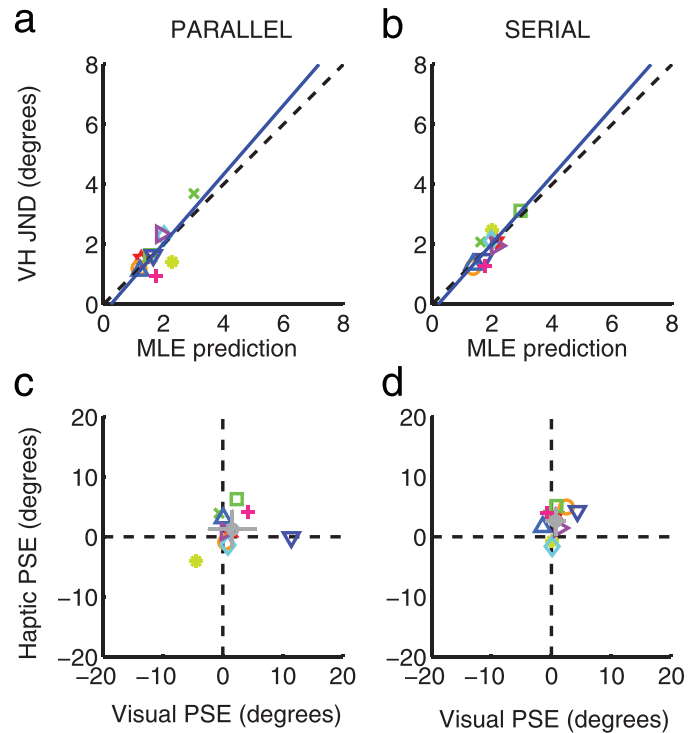 a PARALLEL
b SERIAL
VH JND (degrees)
8
6
4
2
0
0 2 4 6 8
MLE prediction
8
6
4
2
0
0 2 4 6 8
MLE prediction
c
d
Haptic PSE (degrees)
20
10
0
−10
−20
−20 −10 0 10 20
Visual PSE (degrees)
20
10
0
−10
−20
−20 −10 0 10 20
Visual PSE (degrees)